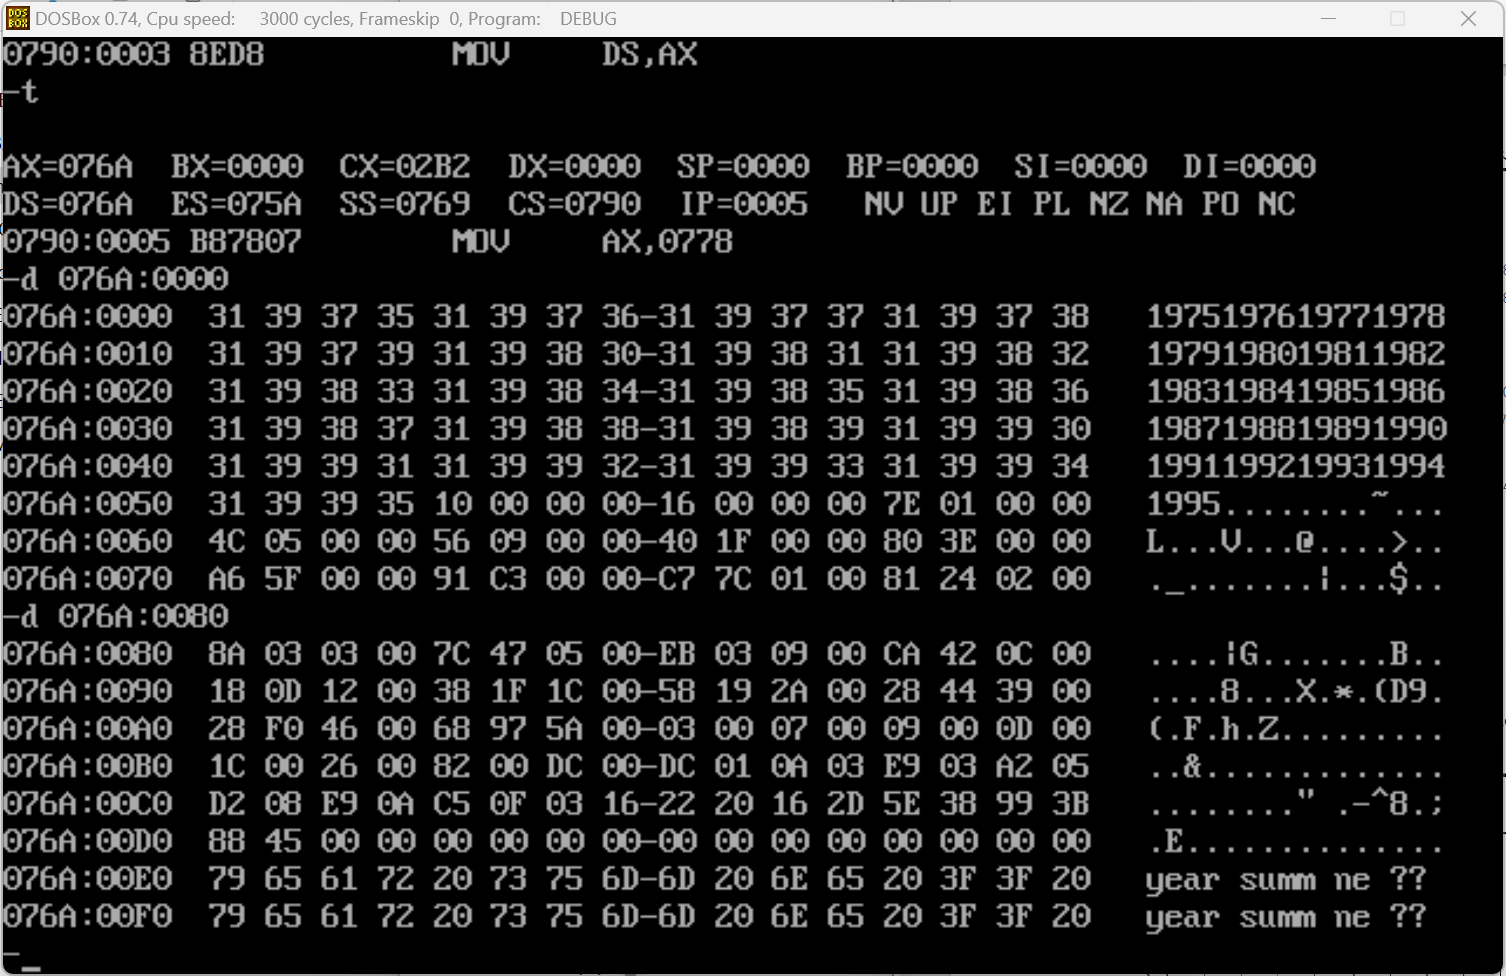 DOSBox 0.74, Cpu speed: 3000 cycles, Frameskip 0, Program: DEBUG
0790:0003 8ED8 MOV DS,AX
-t
AX=076A BX=0000 CX=02B2 DX=0000 SP=0000 BP=0000 SI=0000 DI=0000
DS=076A ES=075A SS=0769 CS=0790 IP=0005 NV UP EI PL NZ NA PO NC
0790:0005 B87807 MOV AX,0778
-d 076A:0000
076A:0000 31 39 37 35 31 39 37 36-31 39 37 37 31 39 37 38 1975197619771978
076A:0010 31 39 37 39 31 39 38 30-31 39 38 31 31 39 38 32 1979198019811982
076A:0020 31 39 38 33 31 39 38 34-31 39 38 35 31 39 38 36 1983198419851986
076A:0030 31 39 38 37 31 39 38 38-31 39 38 39 31 39 39 30 1987198819891990
076A:0040 31 39 39 31 31 39 39 32-31 39 39 33 31 39 39 34 1991199219931994
076A:0050 31 39 39 35 10 00 00 00-16 00 00 00 7E 01 00 00 1995........~...
076A:0060 4C 05 00 00 56 09 00 00-40 1F 00 00 80 3E 00 00 L...V...@....>..
076A:0070 A6 5F 00 00 91 C3 00 00-C7 7C 01 00 81 24 02 00 ._.......|...$..
-d 076A:0080
076A:0080 8A 03 03 00 7C 47 05 00-EB 03 09 00 CA 42 0C 00 ....|G.......B..
076A:0090 18 0D 12 00 38 1F 1C 00-58 19 2A 00 28 44 39 00 ....8...X.*.(D9.
076A:00A0 28 F0 46 00 68 97 5A 00-03 00 07 00 09 00 0D 00 (.F.h.Z.........
076A:00B0 1C 00 26 00 82 00 DC 00-DC 01 0A 03 E9 03 A2 05 ..&.............
076A:00C0 D2 08 E9 0A C5 0F 03 16-22 20 16 2D 5E 38 99 3B ........" .-^8.;
076A:00D0 88 45 00 00 00 00 00 00-00 00 00 00 00 00 00 00 .E..............
076A:00E0 79 65 61 72 20 73 75 6D-6D 20 6E 65 20 3F 3F 20 year summ ne ??
076A:00F0 79 65 61 72 20 73 75 6D-6D 20 6E 65 20 3F 3F 20 year summ ne ??
-_